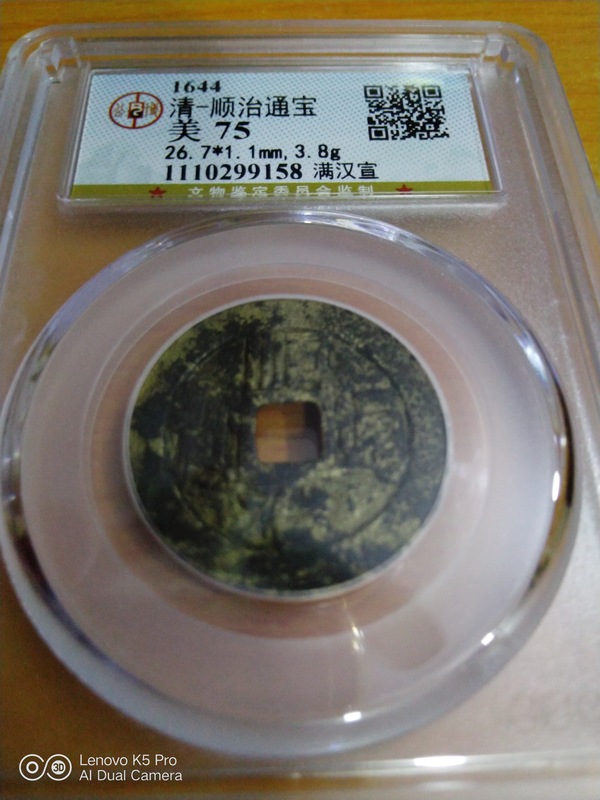 1644
清-顺治通宝
美 75
26.7*1.1mm,3.8g
1110299158 满汉宣
文物鉴定委员会监制
Lenovo K5 Pro
AI Dual Camera